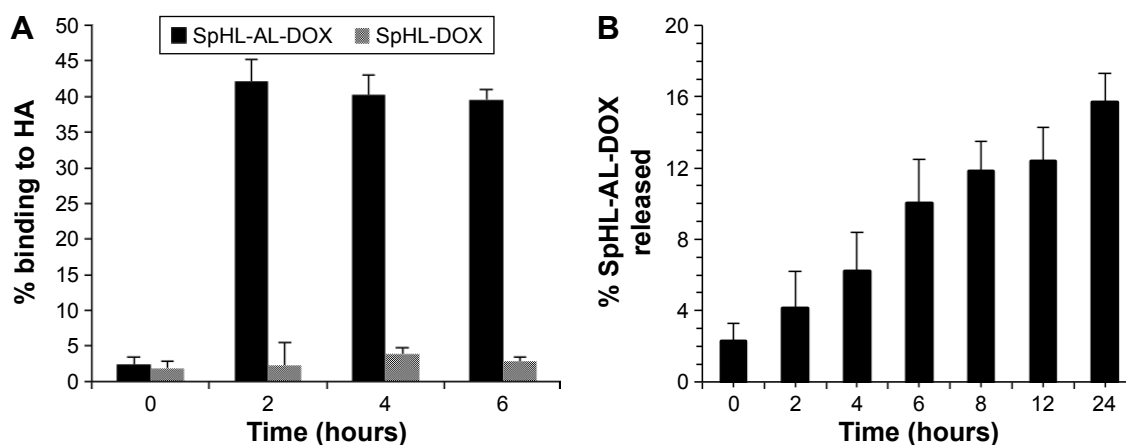 A
SpHL-AL-DOX SpHL-DOX
% binding to HA
50
45
40
35
30
25
20
15
10
5
0
0 2 4 6
Time (hours)
B
% SpHL-AL-DOX
released
20
16
12
8
4
0
0 2 4 6 8 12 24
Time (hours)